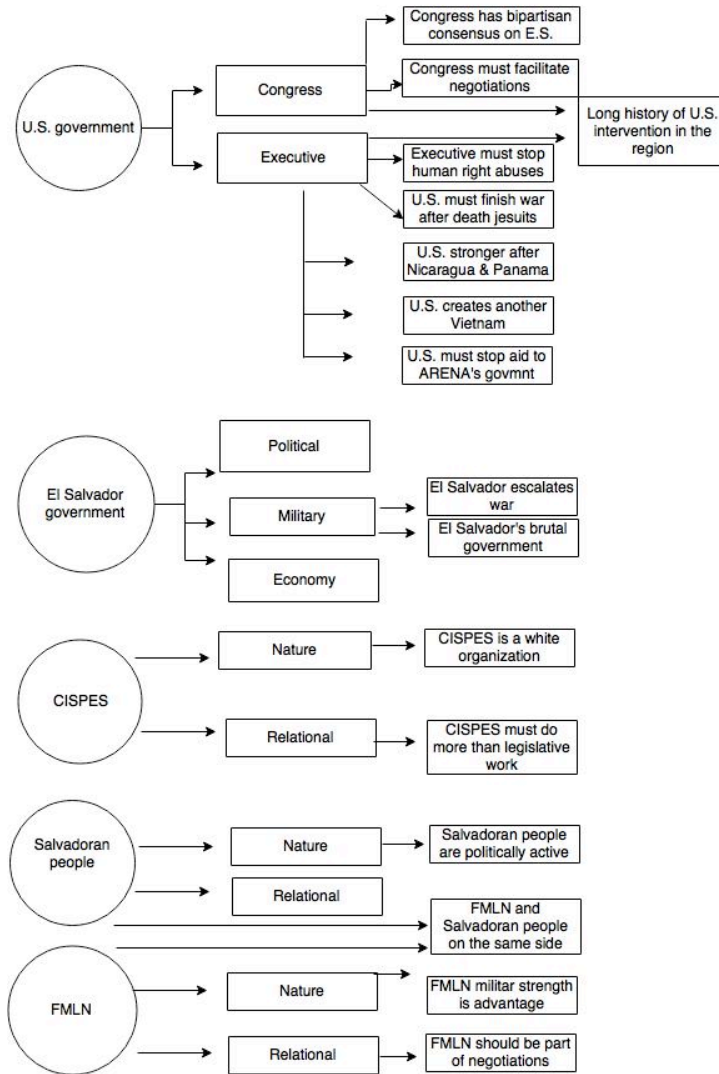 Congress has bipartisan
consensus on E.S.
U.S. government
Congress
Congress must facilitate
negotiations
Long history of U.S.
intervention in the
region
Executive
Executive must stop
human right abuses
U.S. must finish war
after death jesuits
U.S. stronger after
Nicaragua & Panama
U.S. creates another
Vietnam
U.S. must stop aid to
ARENA's govmnt
El Salvador
government
Political
Military
El Salvador escalates
war
El Salvador's brutal
government
Economy
CISPES
Nature
CISPES is a white
organization
Relational
CISPES must do
more than legislative
work
Salvadoran
people
Nature
Salvadoran people
are politically active
Relational
FMLN and
Salvadoran people
on the same side
FMLN
Nature
FMLN militar strength
is advantage
Relational
FMLN should be part
of negotiations